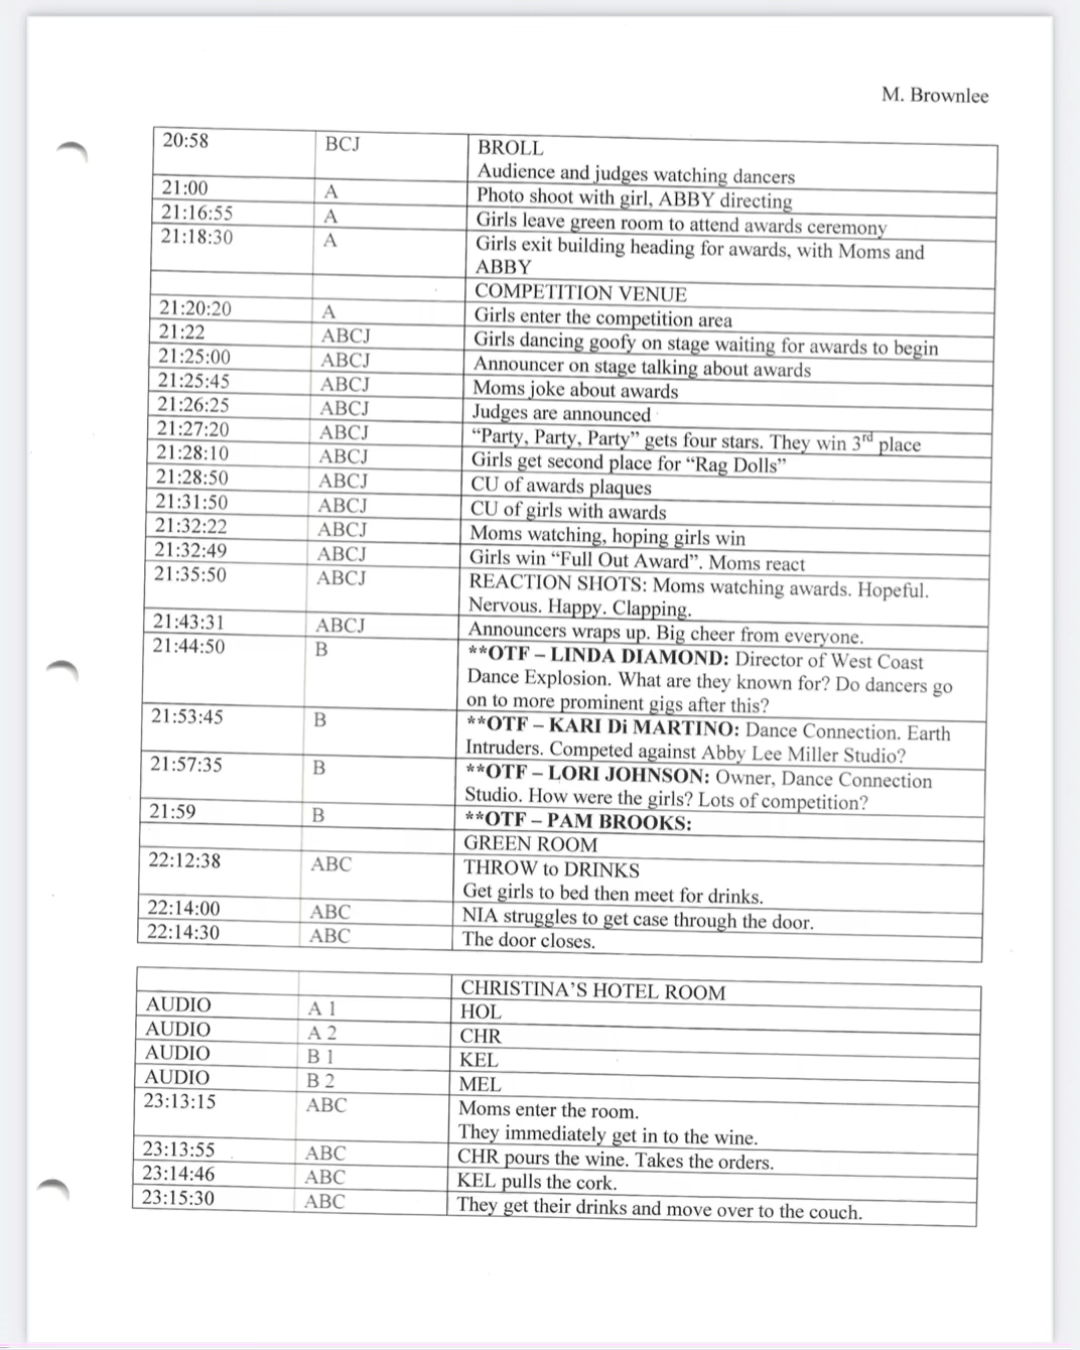 M. Brownlee
20:58 BCJ BROLL
Audience and judges watching dancers
21:00 A Photo shoot with girl, ABBY directing
21:16:55 A Girls leave green room to attend awards ceremony
21:18:30 A Girls exit building heading for awards, with Moms and
ABBY
COMPETITION VENUE
21:20:20 A Girls enter the competition area
21:22 ABCJ Girls dancing goofy on stage waiting for awards to begin
21:25:00 ABCJ Announcer on stage talking about awards
21:25:45 ABCJ Moms joke about awards
21:26:25 ABCJ Judges are announced
21:27:20 ABCJ “Party, Party, Party” gets four stars. They win 3rd place
21:28:10 ABCJ Girls get second place for “Rag Dolls”
21:28:50 ABCJ CU of awards plaques
21:31:50 ABCJ CU of girls with awards
21:32:22 ABCJ Moms watching, hoping girls win
21:32:49 ABCJ Girls win “Full Out Award”. Moms react
21:35:50 ABCJ REACTION SHOTS: Moms watching awards. Hopeful.
Nervous. Happy. Clapping.
21:43:31 ABCJ Announcers wraps up. Big cheer from everyone.
21:44:50 B **OTF – LINDA DIAMOND: Director of West Coast
Dance Explosion. What are they known for? Do dancers go
on to more prominent gigs after this?
21:53:45 B **OTF – KARI Di MARTINO: Dance Connection. Earth
Intruders. Competed against Abby Lee Miller Studio?
21:57:35 B **OTF – LORI JOHNSON: Owner, Dance Connection
Studio. How were the girls? Lots of competition?
21:59 B **OTF – PAM BROOKS:
GREEN ROOM
22:12:38 ABC THROW to DRINKS
Get girls to bed then meet for drinks.
22:14:00 ABC NIA struggles to get case through the door.
22:14:30 ABC The door closes.
CHRISTINA’S HOTEL ROOM
AUDIO A 1 HOL
AUDIO A 2 CHR
AUDIO B 1 KEL
AUDIO B 2 MEL
23:13:15 ABC Moms enter the room.
They immediately get in to the wine.
23:13:55 ABC CHR pours the wine. Takes the orders.
23:14:46 ABC KEL pulls the cork.
23:15:30 ABC They get their drinks and move over to the couch.